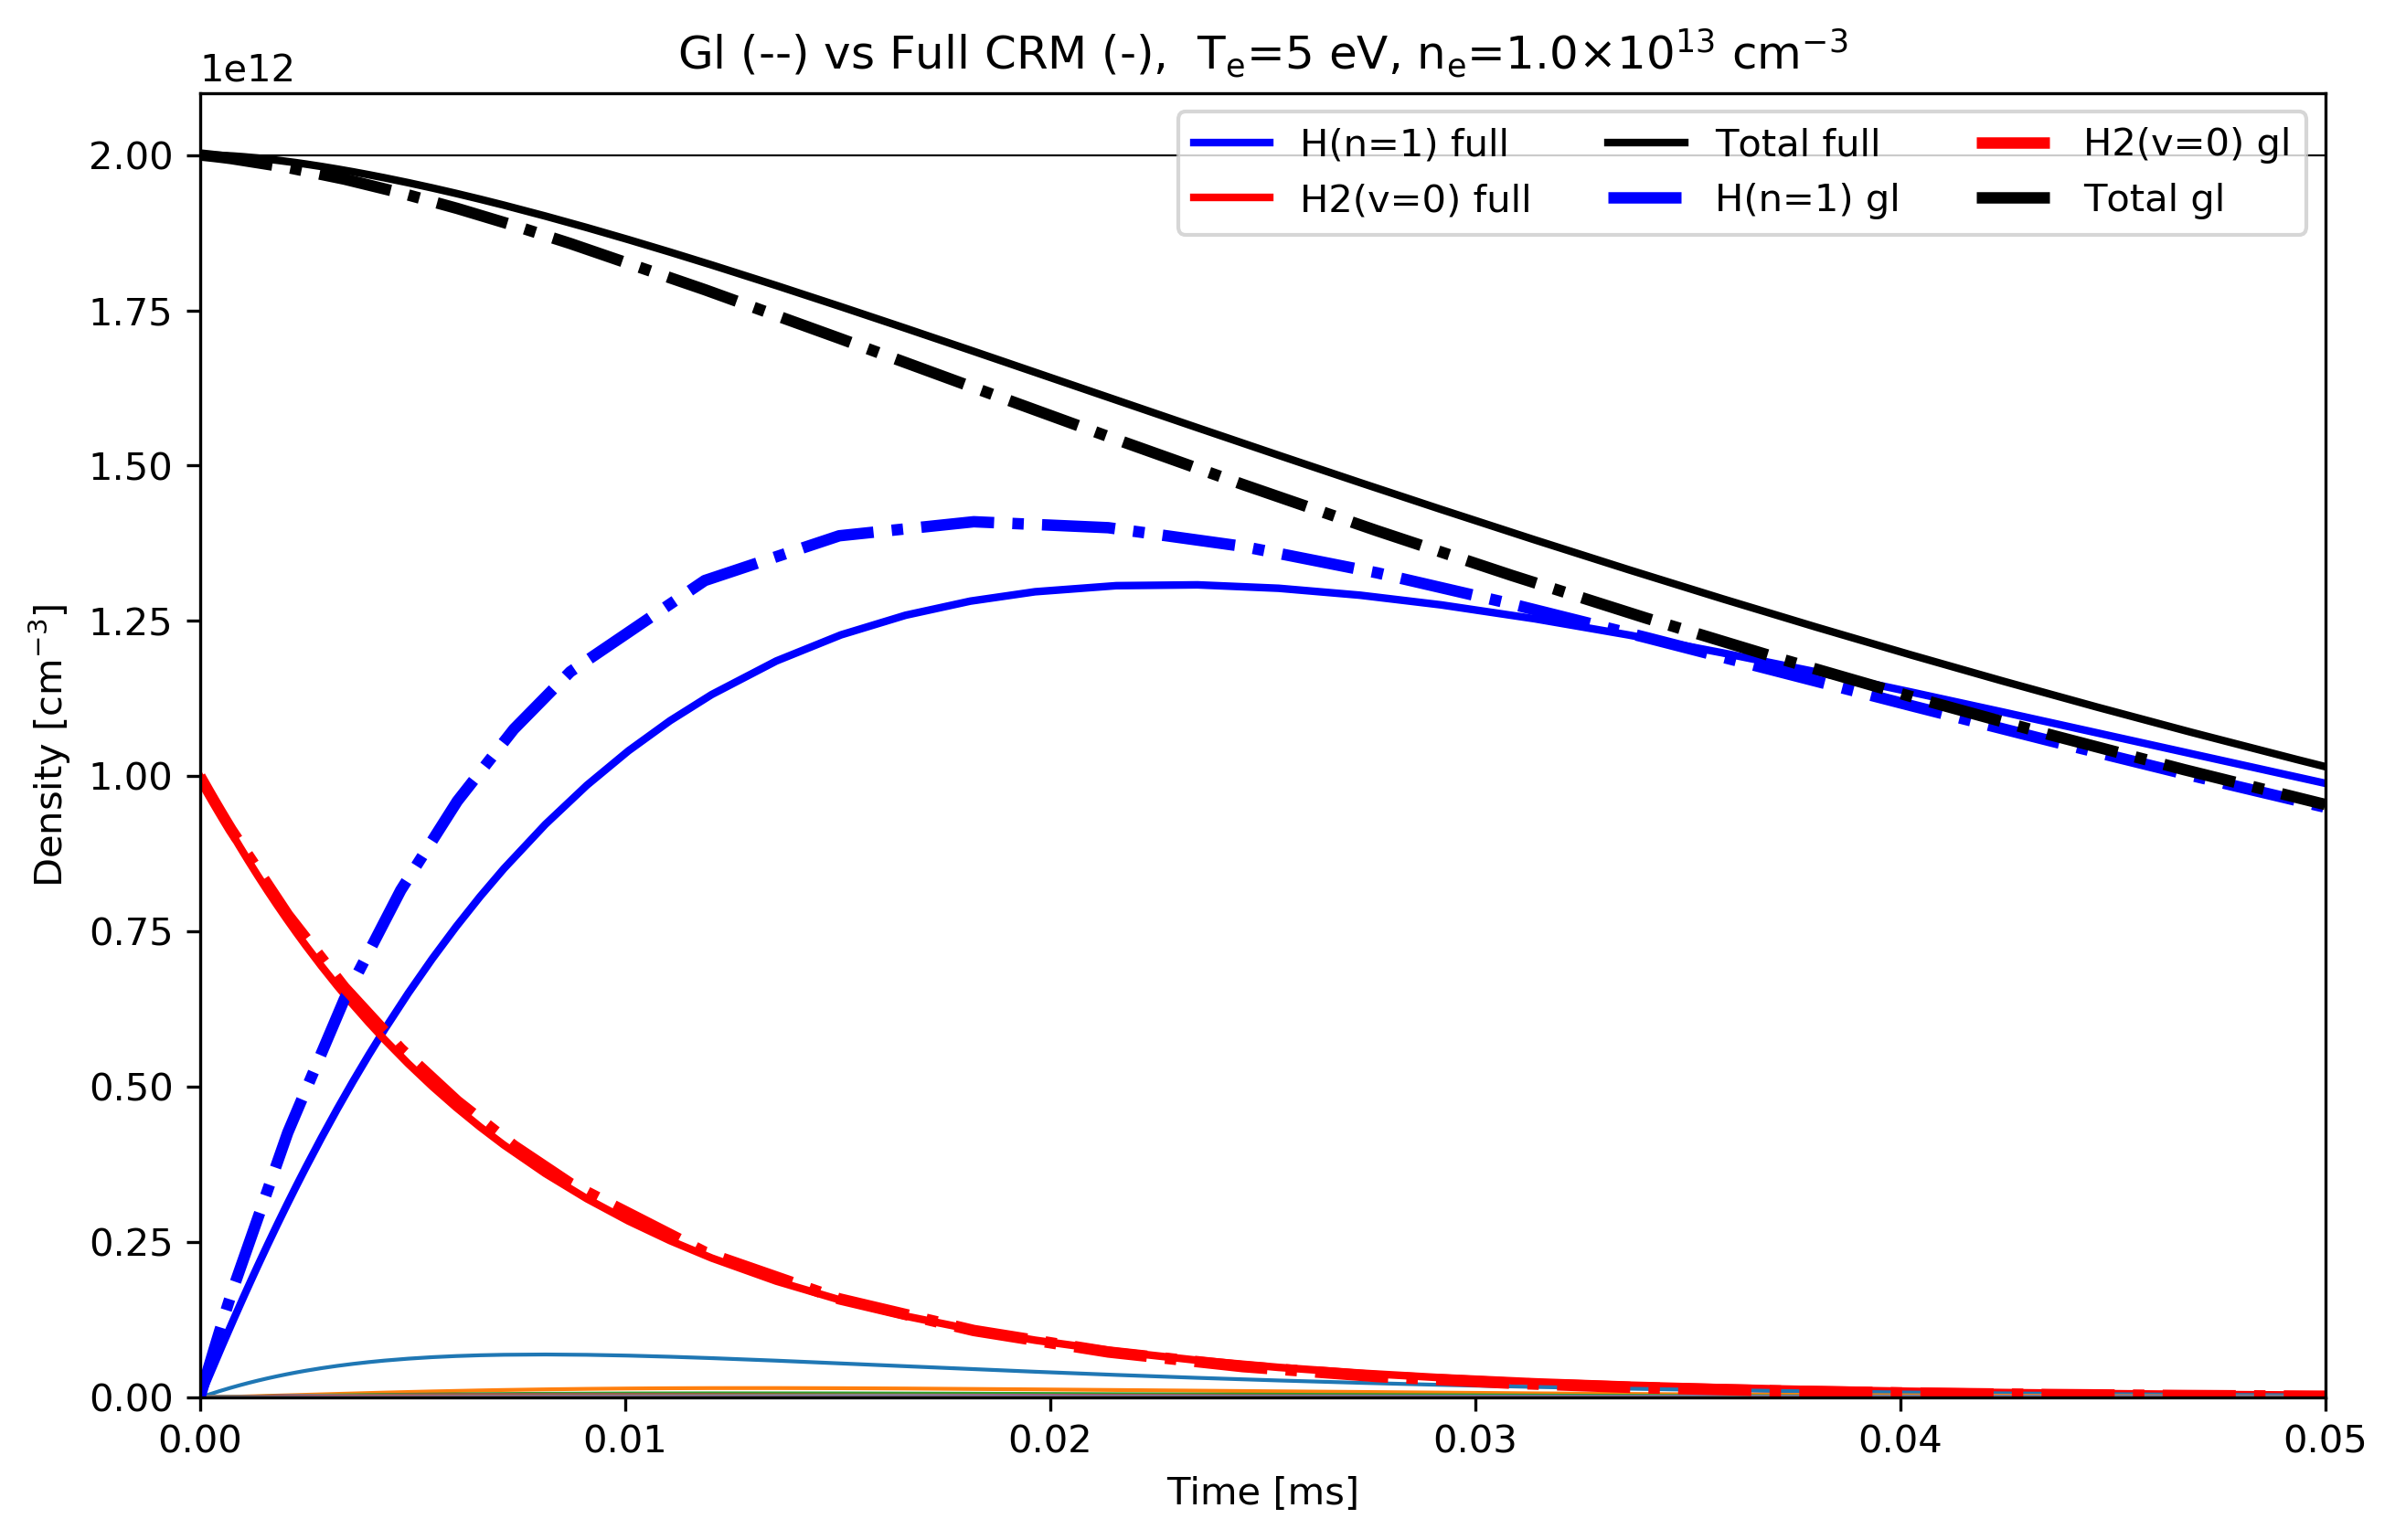 Gl (--) vs Full CRM (-),  Tₑ=5 eV, nₑ=1.0×10¹³ cm⁻³
1e12
H(n=1) full
H2(v=0) full
Total full
H(n=1) gl
H2(v=0) gl
Total gl
2.00
1.75
1.50
1.25
1.00
0.75
0.50
0.25
0.00
Density [cm⁻³]
0.00 0.01 0.02 0.03 0.04 0.05
Time [ms]